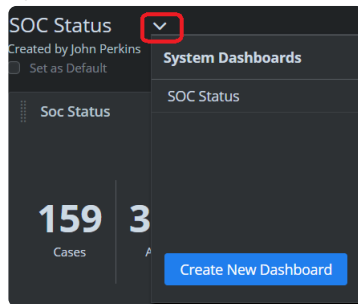 SOC Status
Created by John Perkins
Set as Default
System Dashboards
SOC Status
Soc Status
159
3
Cases
A
Create New Dashboard